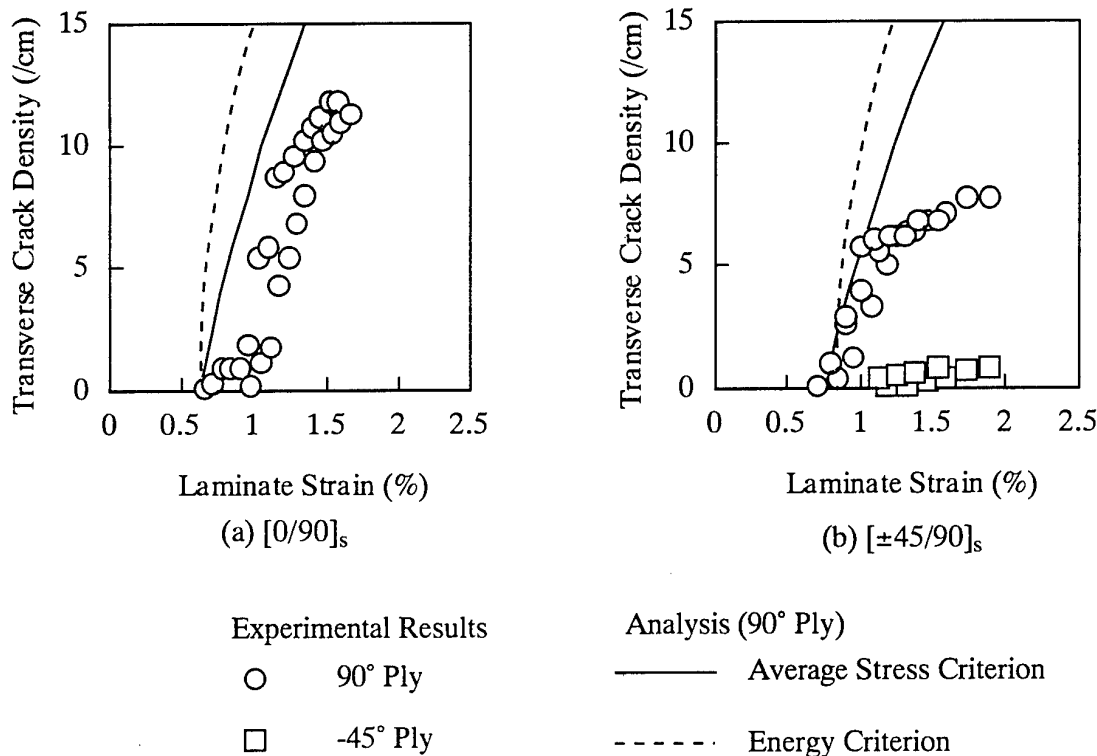 Transverse Crack Density (/cm)
15
10
5
0
0 0.5 1 1.5 2 2.5
Laminate Strain (%)
(a) [0/90]s
Transverse Crack Density (/cm)
15
10
5
0
0 0.5 1 1.5 2 2.5
Laminate Strain (%)
(b) [±45/90]s
Experimental Results
90° Ply
-45° Ply
Analysis (90° Ply)
Average Stress Criterion
Energy Criterion